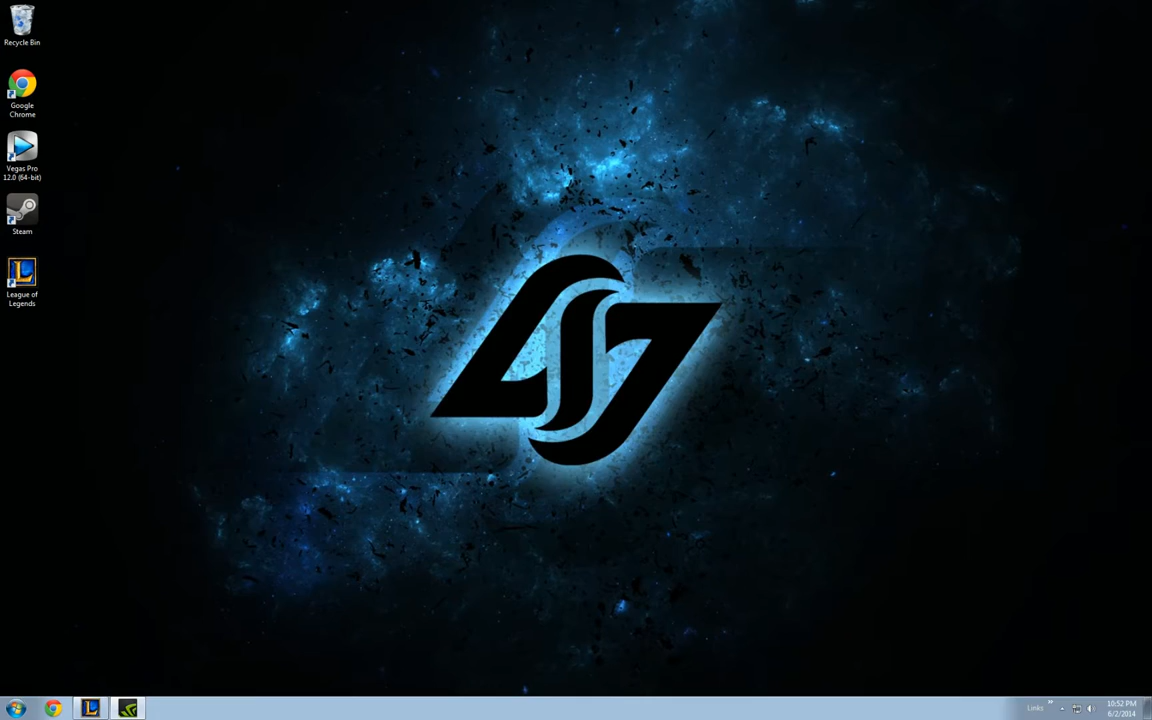 Recycle Bin
Google
Chrome
Vegas Pro
12.0 (64-bit)
Steam
League of
Legends
Links
10:52 PM
6/2/2014